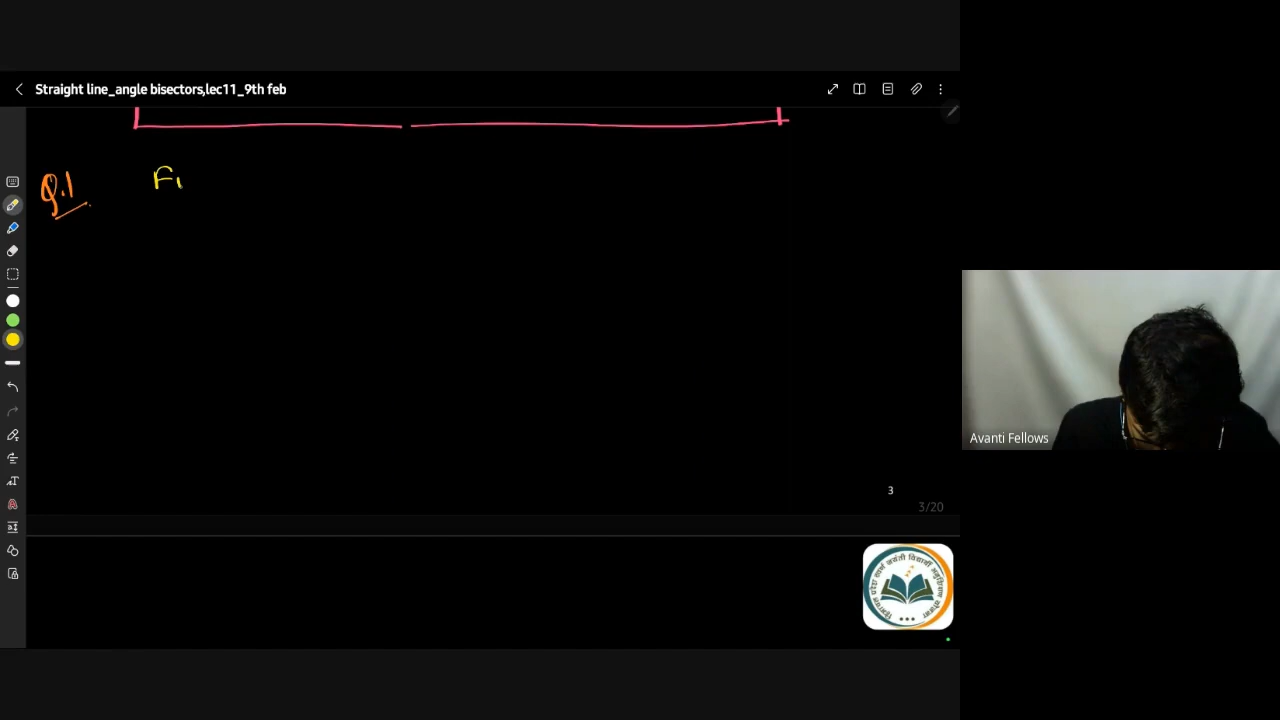 Straight line_angle bisectors,lec11_9th feb
Q.1 Fi
3
3/20
Avanti Fellows